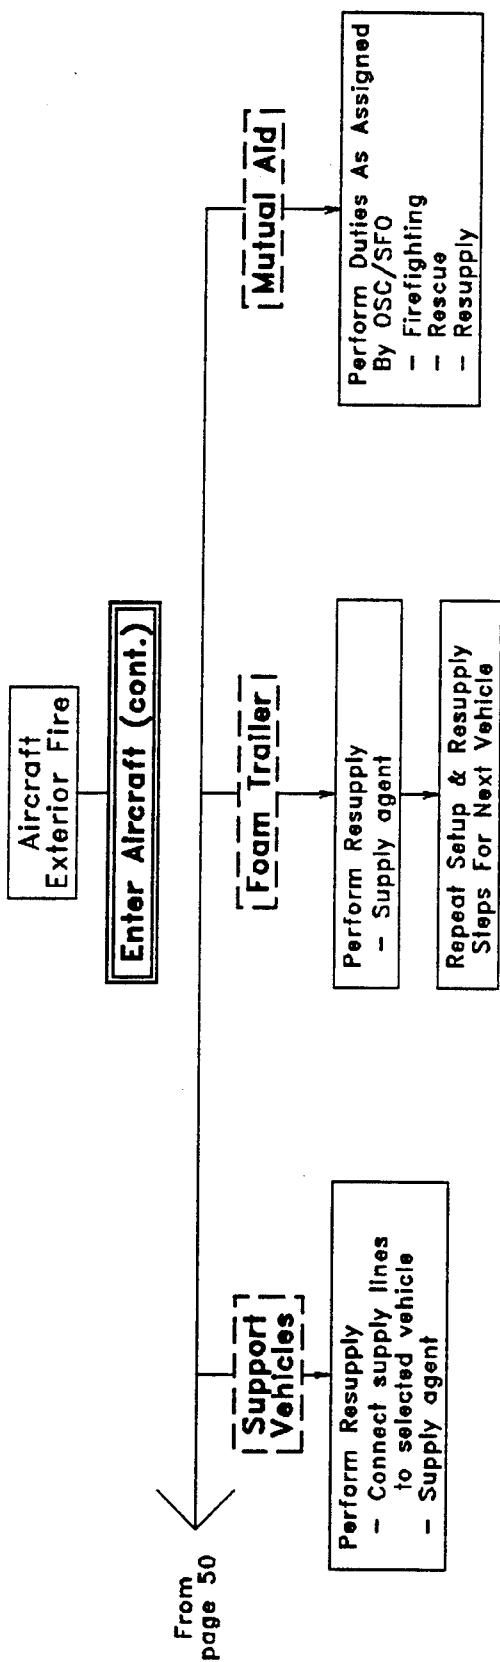 Aircraft
Exterior Fire
Enter Aircraft (cont.)
From
page 50
Support
Vehicles
Perform Resupply
– Connect supply lines
to selected vehicle
– Supply agent
Foam Trailer
Perform Resupply
– Supply agent
Repeat Setup & Resupply
Steps For Next Vehicle
Mutual Aid
Perform Duties As Assigned
By OSC/SFO
– Firefighting
– Rescue
– Resupply